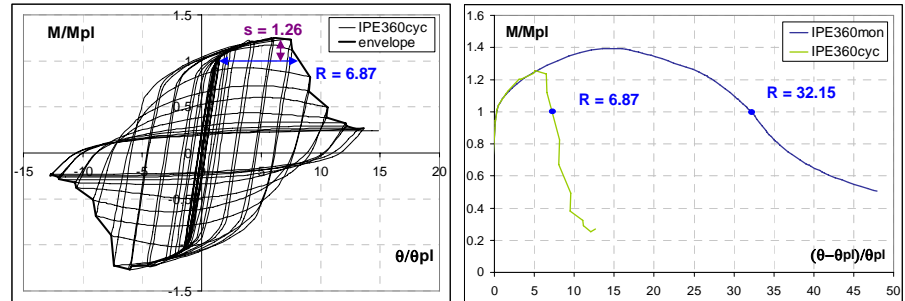 M/Mpl
1.5
IPE360cyc
envelope
s = 1.26
1
R = 6.87
0.5
0
-15
-10
-5
5
10
15
20
-0.5
θ/θpl
-1.5
M/Mpl
IPE360mon
IPE360cyc
1.6
1.4
1.2
1
0.8
0.6
0.4
0.2
0
R = 6.87
R = 32.15
(θ-θpl)/θpl
0
5
10
15
20
25
30
35
40
45
50